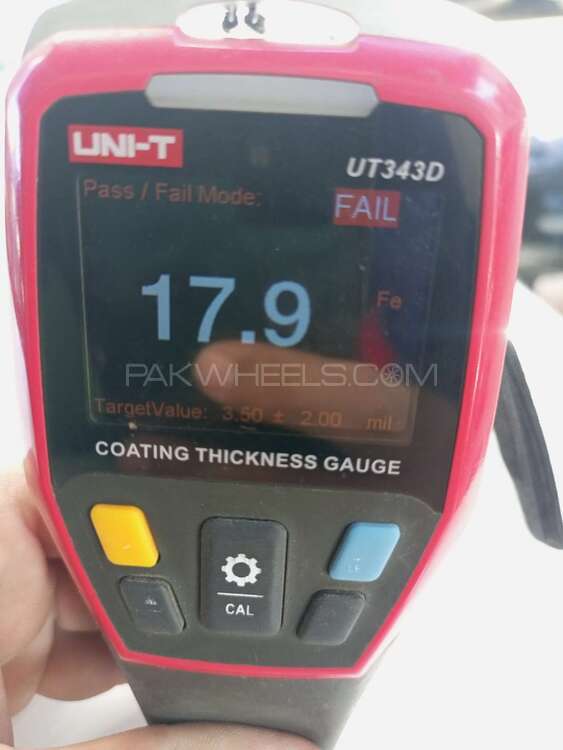 UNI-T
UT343D
Pass / Fail Mode: FAIL
17.9 Fe
PAKWHEELS.COM
TargetValue: 3.50 ± 2.00 mil
COATING THICKNESS GAUGE
CAL